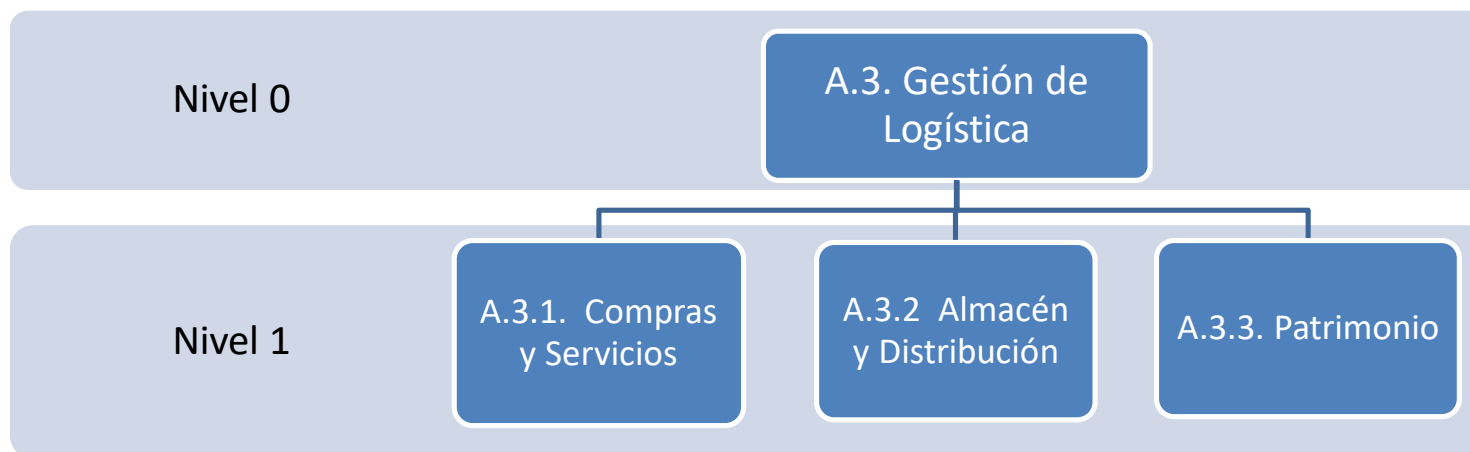 Nivel 0
A.3. Gestión de
Logística
Nivel 1
A.3.1.  Compras
y Servicios
A.3.2  Almacén
y Distribución
A.3.3. Patrimonio